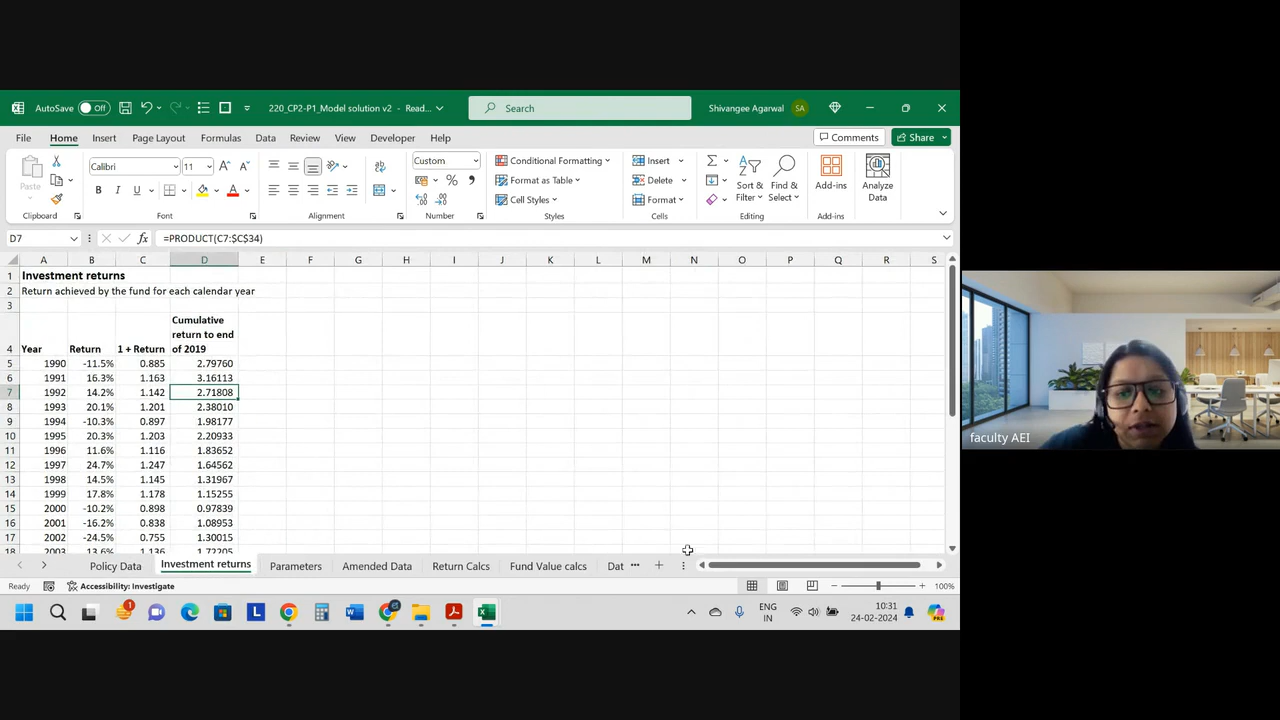 AutoSave Off 220_CP2-P1_Model solution v2 - Read... Search Shivangee Agarwal SA
File Home Insert Page Layout Formulas Data Review View Developer Help Comments Share
Paste Calibri 11 A A B I U A Custom % Conditional Formatting Format as Table Cell Styles Insert Delete Format Sort & Filter Find & Select Add-ins Analyze Data
Clipboard Font Alignment Number Styles Cells Editing Add-ins
D7 fx =PRODUCT(C7:$C$34)
A B C D E F G H I J K L M N O P Q R S
1 Investment returns
2 Return achieved by the fund for each calendar year
3
Cumulative
return to end
4 Year Return 1 + Return of 2019
5 1990 -11.5% 0.885 2.79760
6 1991 16.3% 1.163 3.16113
7 1992 14.2% 1.142 2.71808
8 1993 20.1% 1.201 2.38010
9 1994 -10.3% 0.897 1.98177
10 1995 20.3% 1.203 2.20933
11 1996 11.6% 1.116 1.83652
12 1997 24.7% 1.247 1.64562
13 1998 14.5% 1.145 1.31967
14 1999 17.8% 1.178 1.15255
15 2000 -10.2% 0.898 0.97839
16 2001 -16.2% 0.838 1.08953
17 2002 -24.5% 0.755 1.30015
18 2003 13.6% 1.136 1.72205
Policy Data Investment returns Parameters Amended Data Return Calcs Fund Value calcs Dat ...
Ready Accessibility: Investigate 100%
1 L W ENG IN 10:31 24-02-2024
faculty AEI